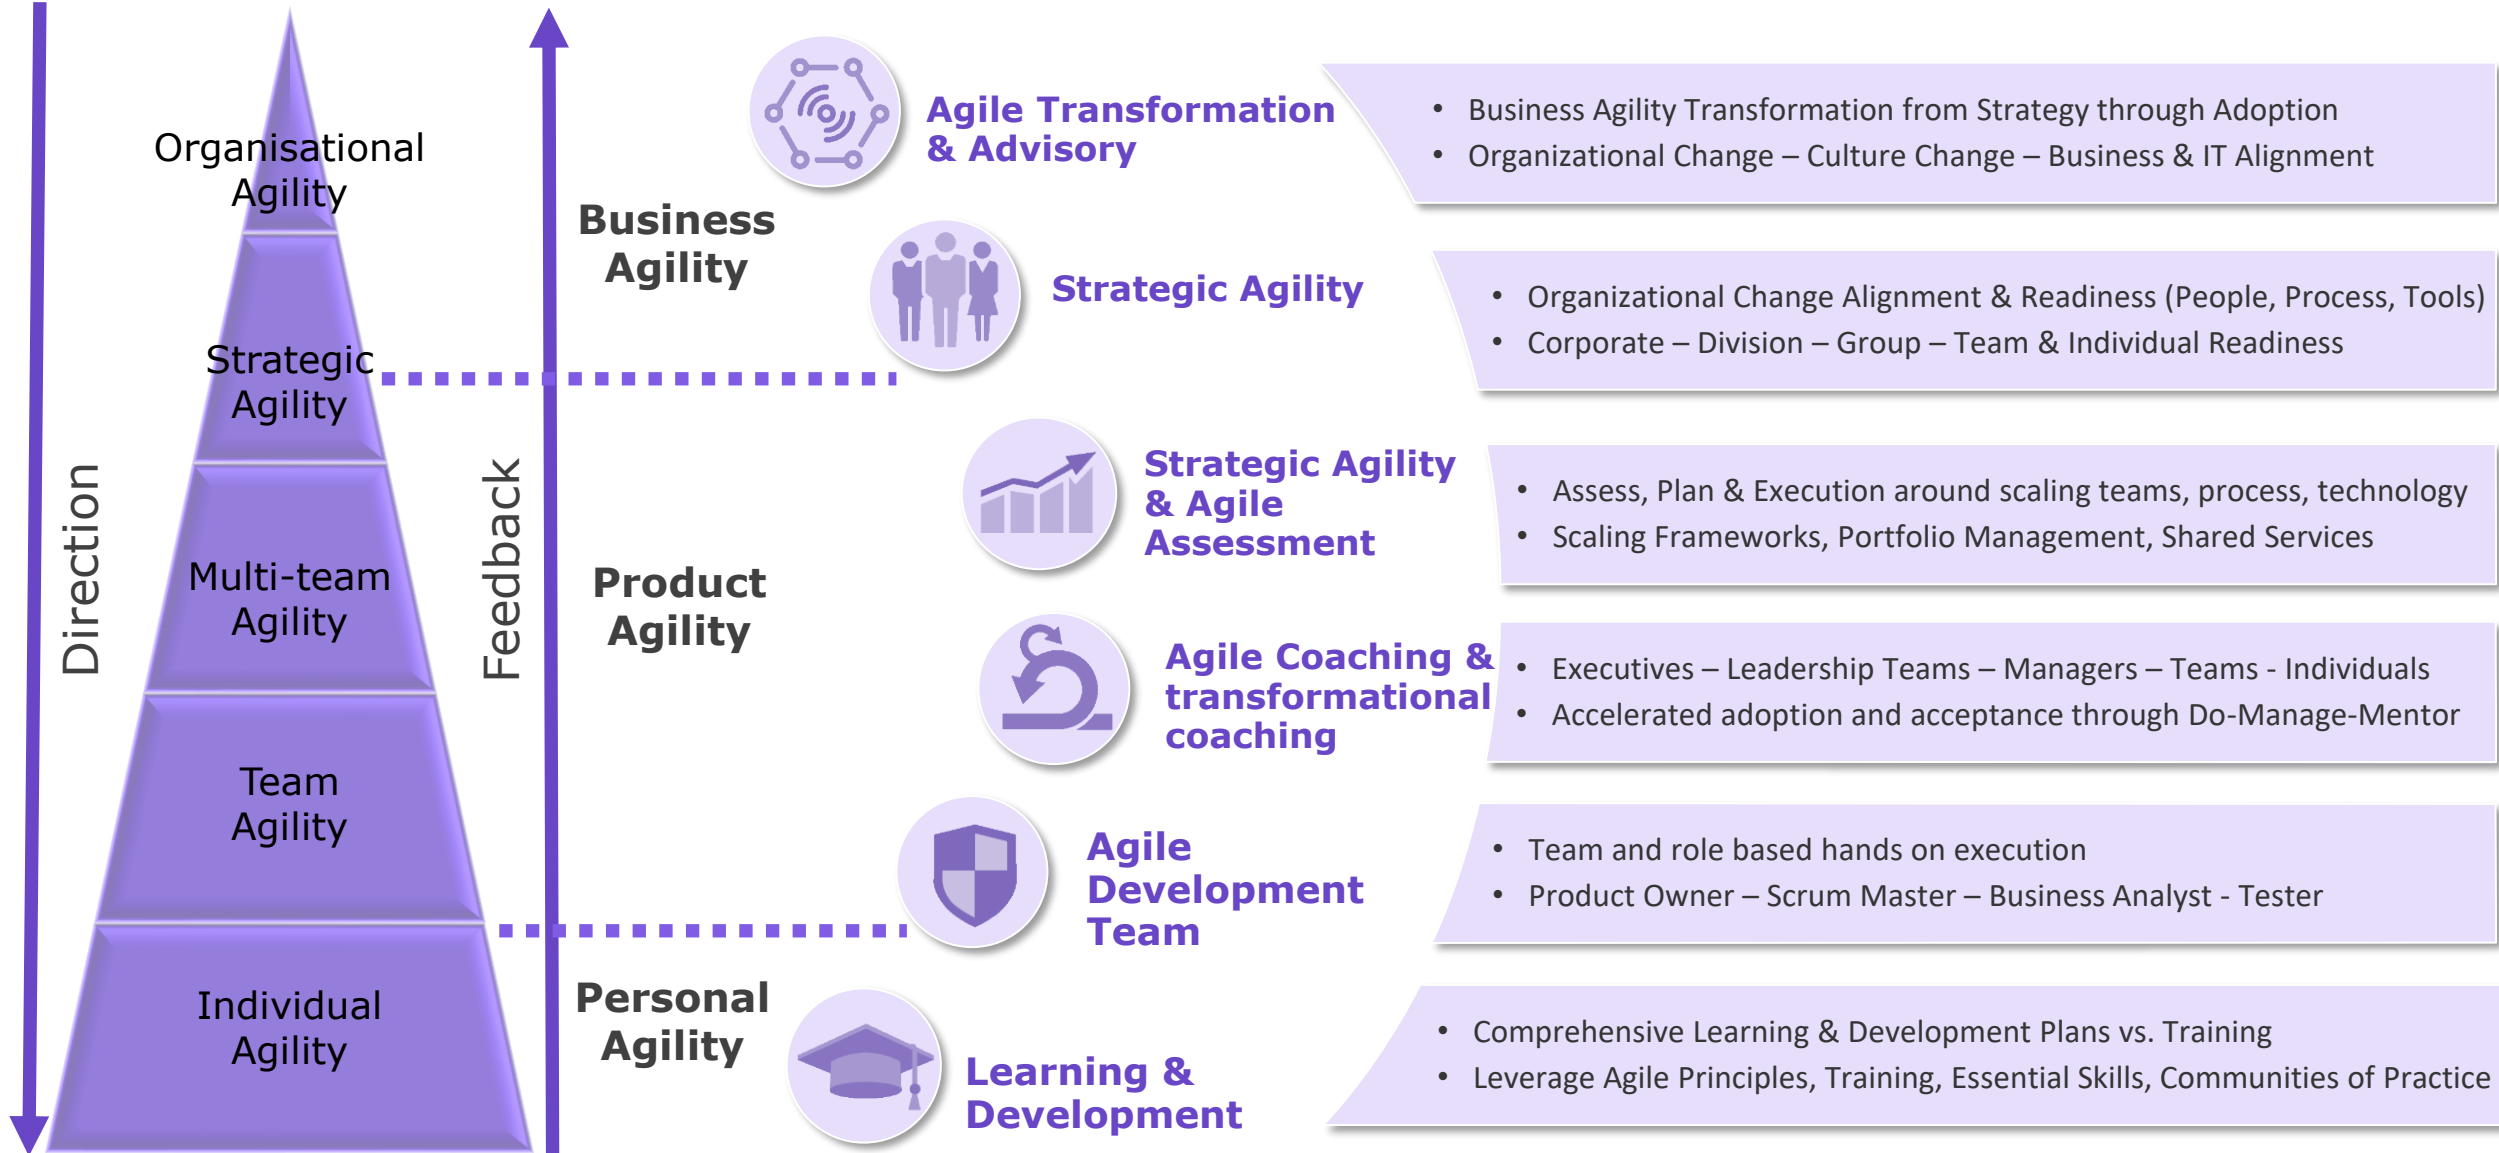 Direction
Organisational
Agility
Strategic
Agility
Multi-team
Agility
Team
Agility
Individual
Agility
Feedback
Business
Agility
Product
Agility
Personal
Agility
Agile Transformation
& Advisory
• Business Agility Transformation from Strategy through Adoption
• Organizational Change – Culture Change – Business & IT Alignment
Strategic Agility
• Organizational Change Alignment & Readiness (People, Process, Tools)
• Corporate – Division – Group – Team & Individual Readiness
Strategic Agility
& Agile
Assessment
• Assess, Plan & Execution around scaling teams, process, technology
• Scaling Frameworks, Portfolio Management, Shared Services
Agile Coaching &
transformational
coaching
• Executives – Leadership Teams – Managers – Teams - Individuals
• Accelerated adoption and acceptance through Do-Manage-Mentor
Agile
Development
Team
• Team and role based hands on execution
• Product Owner – Scrum Master – Business Analyst - Tester
Learning &
Development
• Comprehensive Learning & Development Plans vs. Training
• Leverage Agile Principles, Training, Essential Skills, Communities of Practice